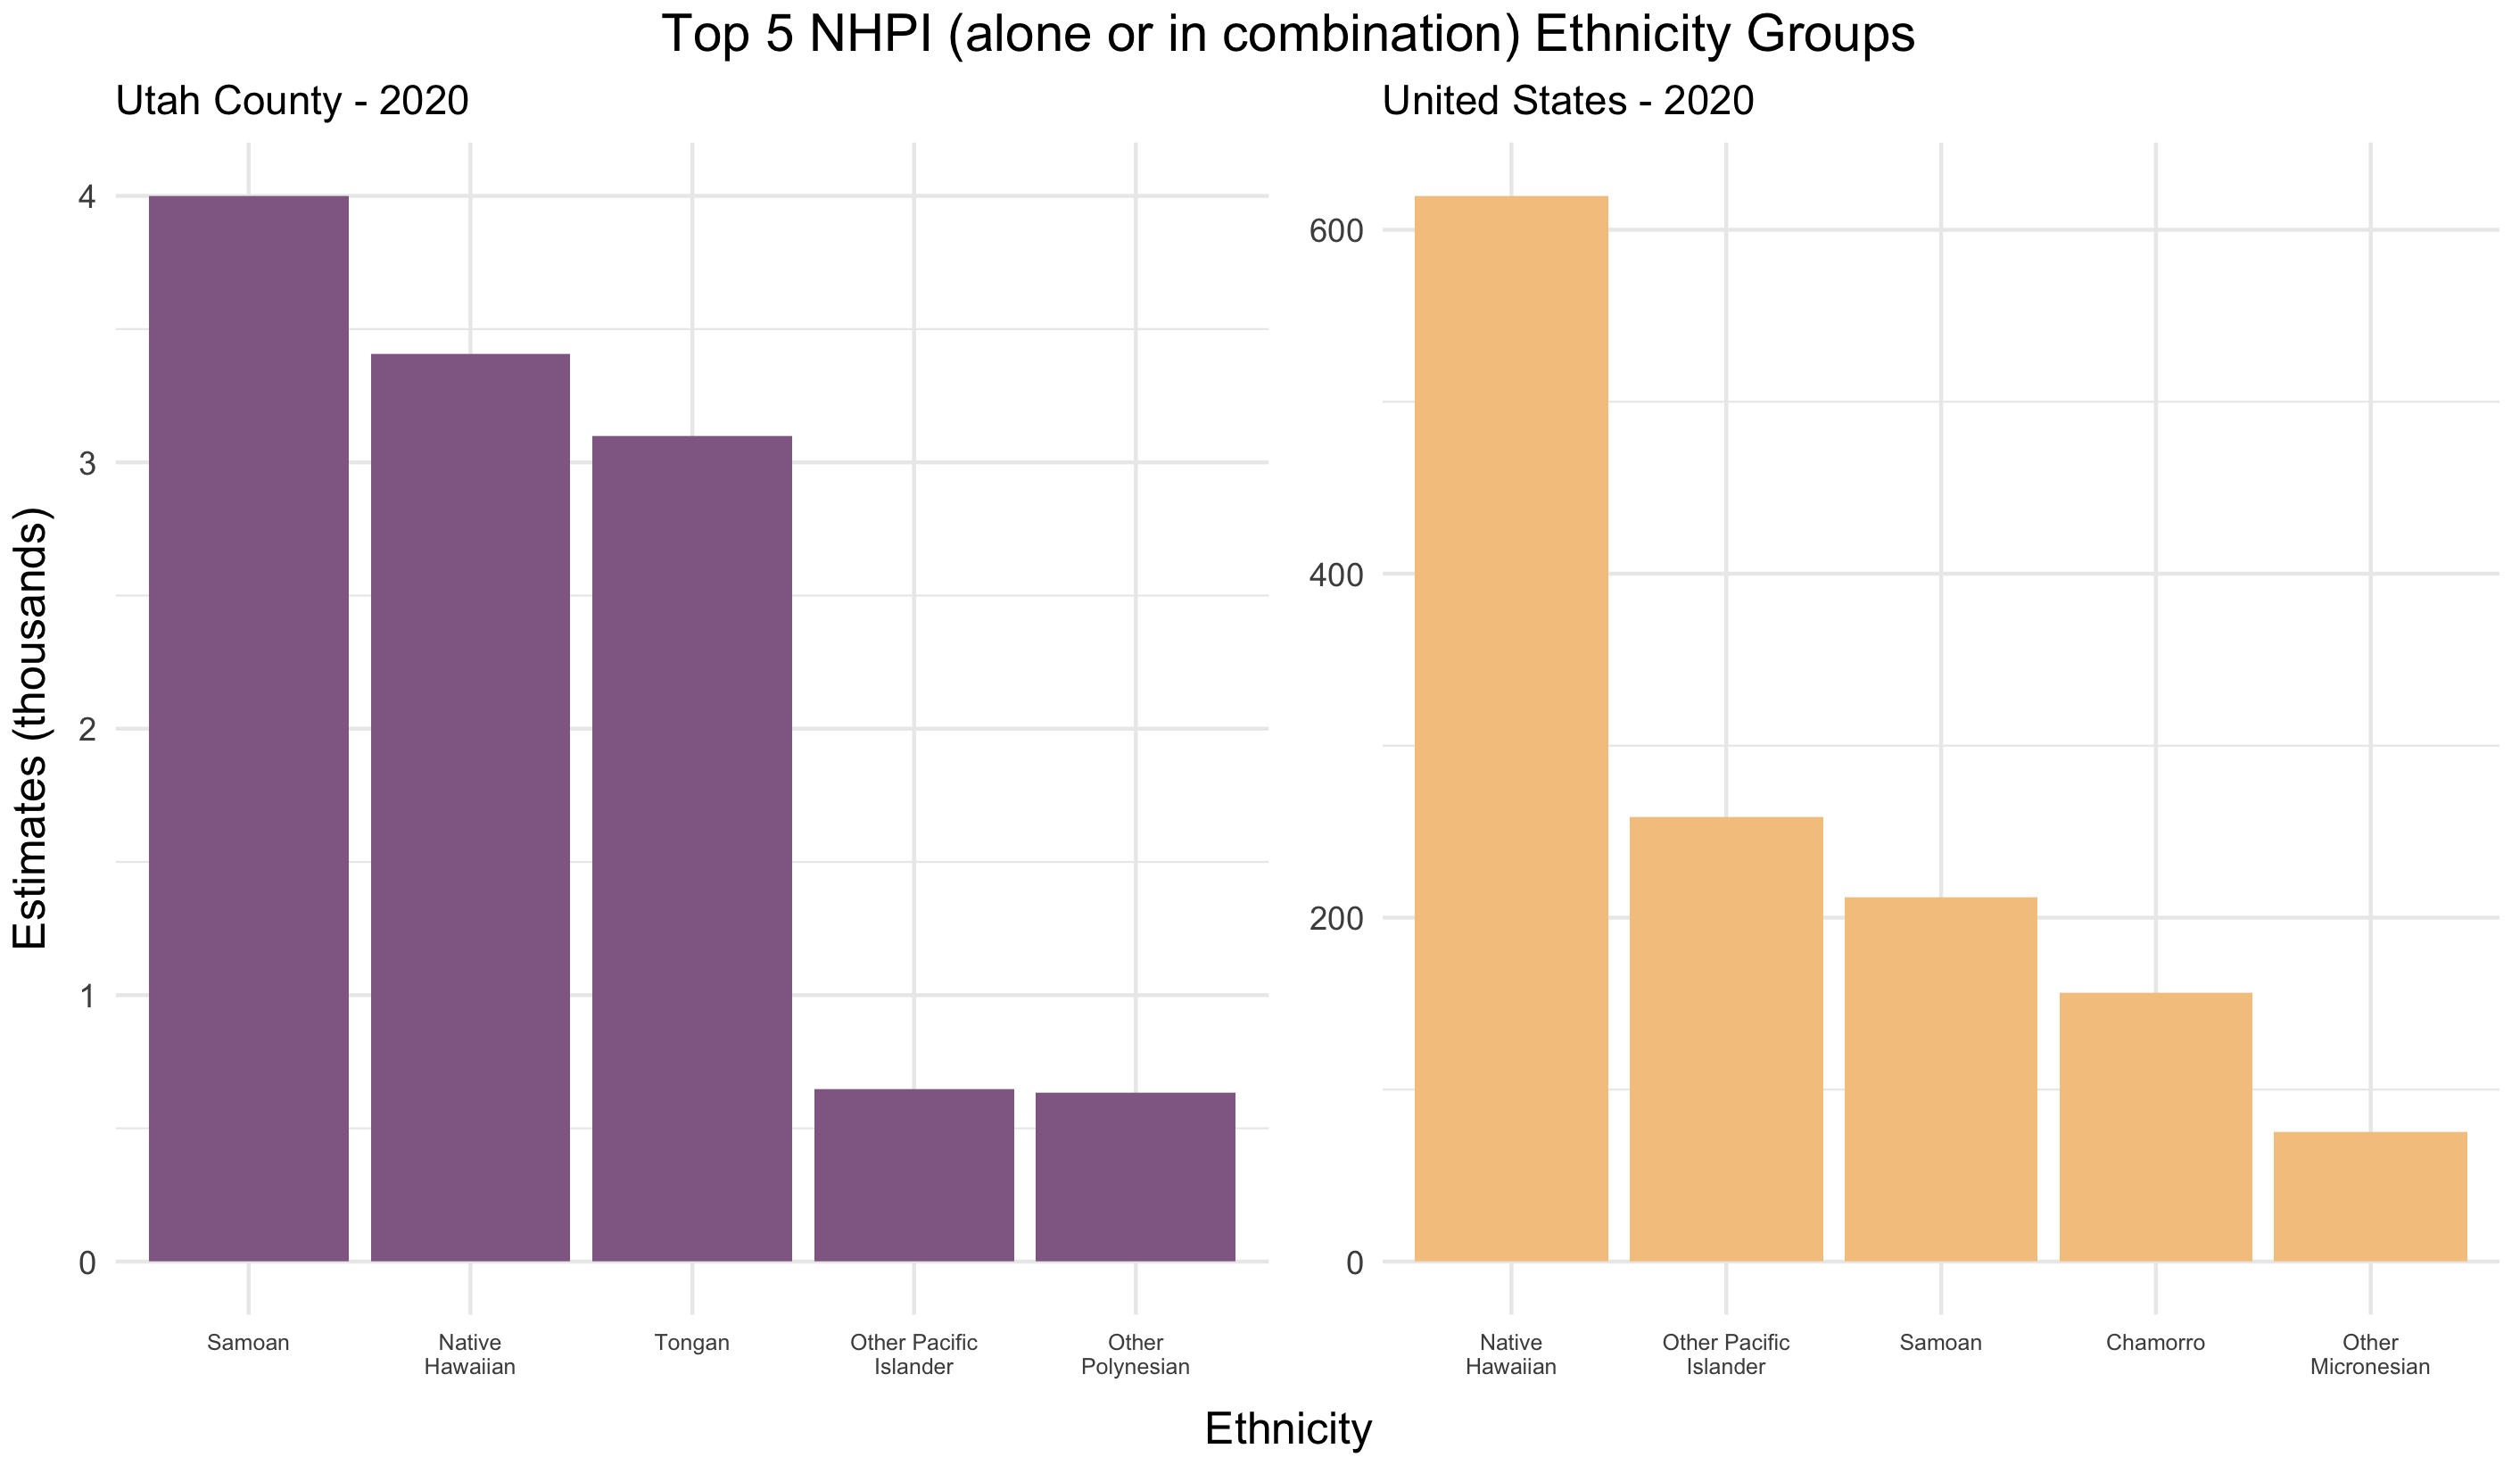 Top 5 NHPI (alone or in combination) Ethnicity Groups
Utah County - 2020
United States - 2020
Estimates (thousands)
4
3
2
1
0
Samoan
Native
Hawaiian
Tongan
Other Pacific
Islander
Other
Polynesian
600
400
200
0
Native
Hawaiian
Other Pacific
Islander
Samoan
Chamorro
Other
Micronesian
Ethnicity